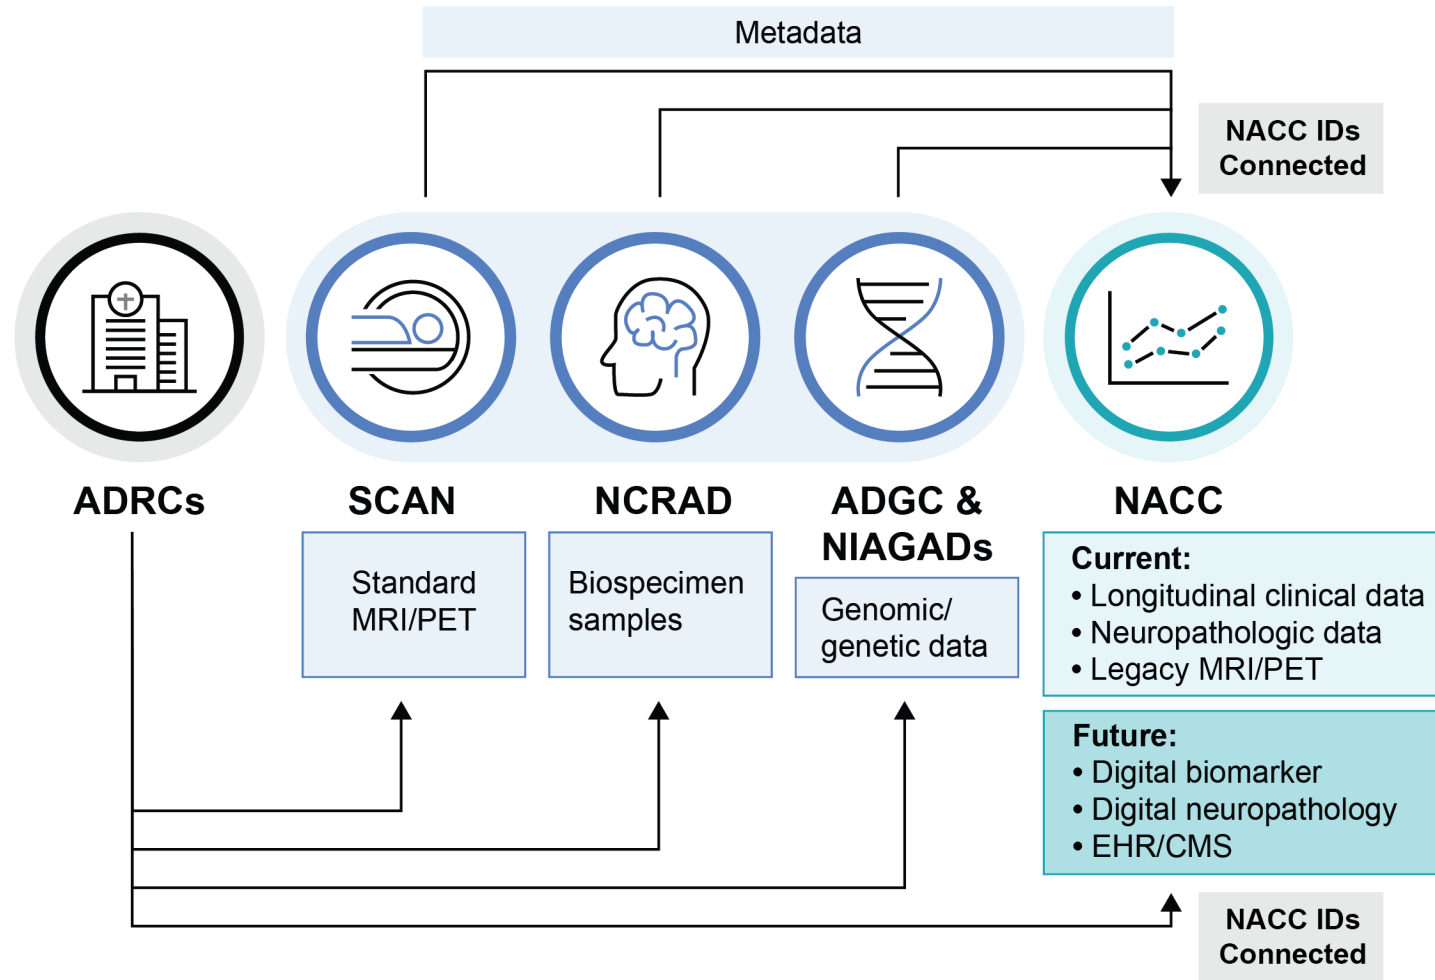 Metadata
NACC IDs
Connected
ADRCs
SCAN
Standard
MRI/PET
NCRAD
Biospecimen
samples
ADGC &
NIAGADs
Genomic/
genetic data
NACC
Current:
• Longitudinal clinical data
• Neuropathologic data
• Legacy MRI/PET
Future:
• Digital biomarker
• Digital neuropathology
• EHR/CMS
NACC IDs
Connected